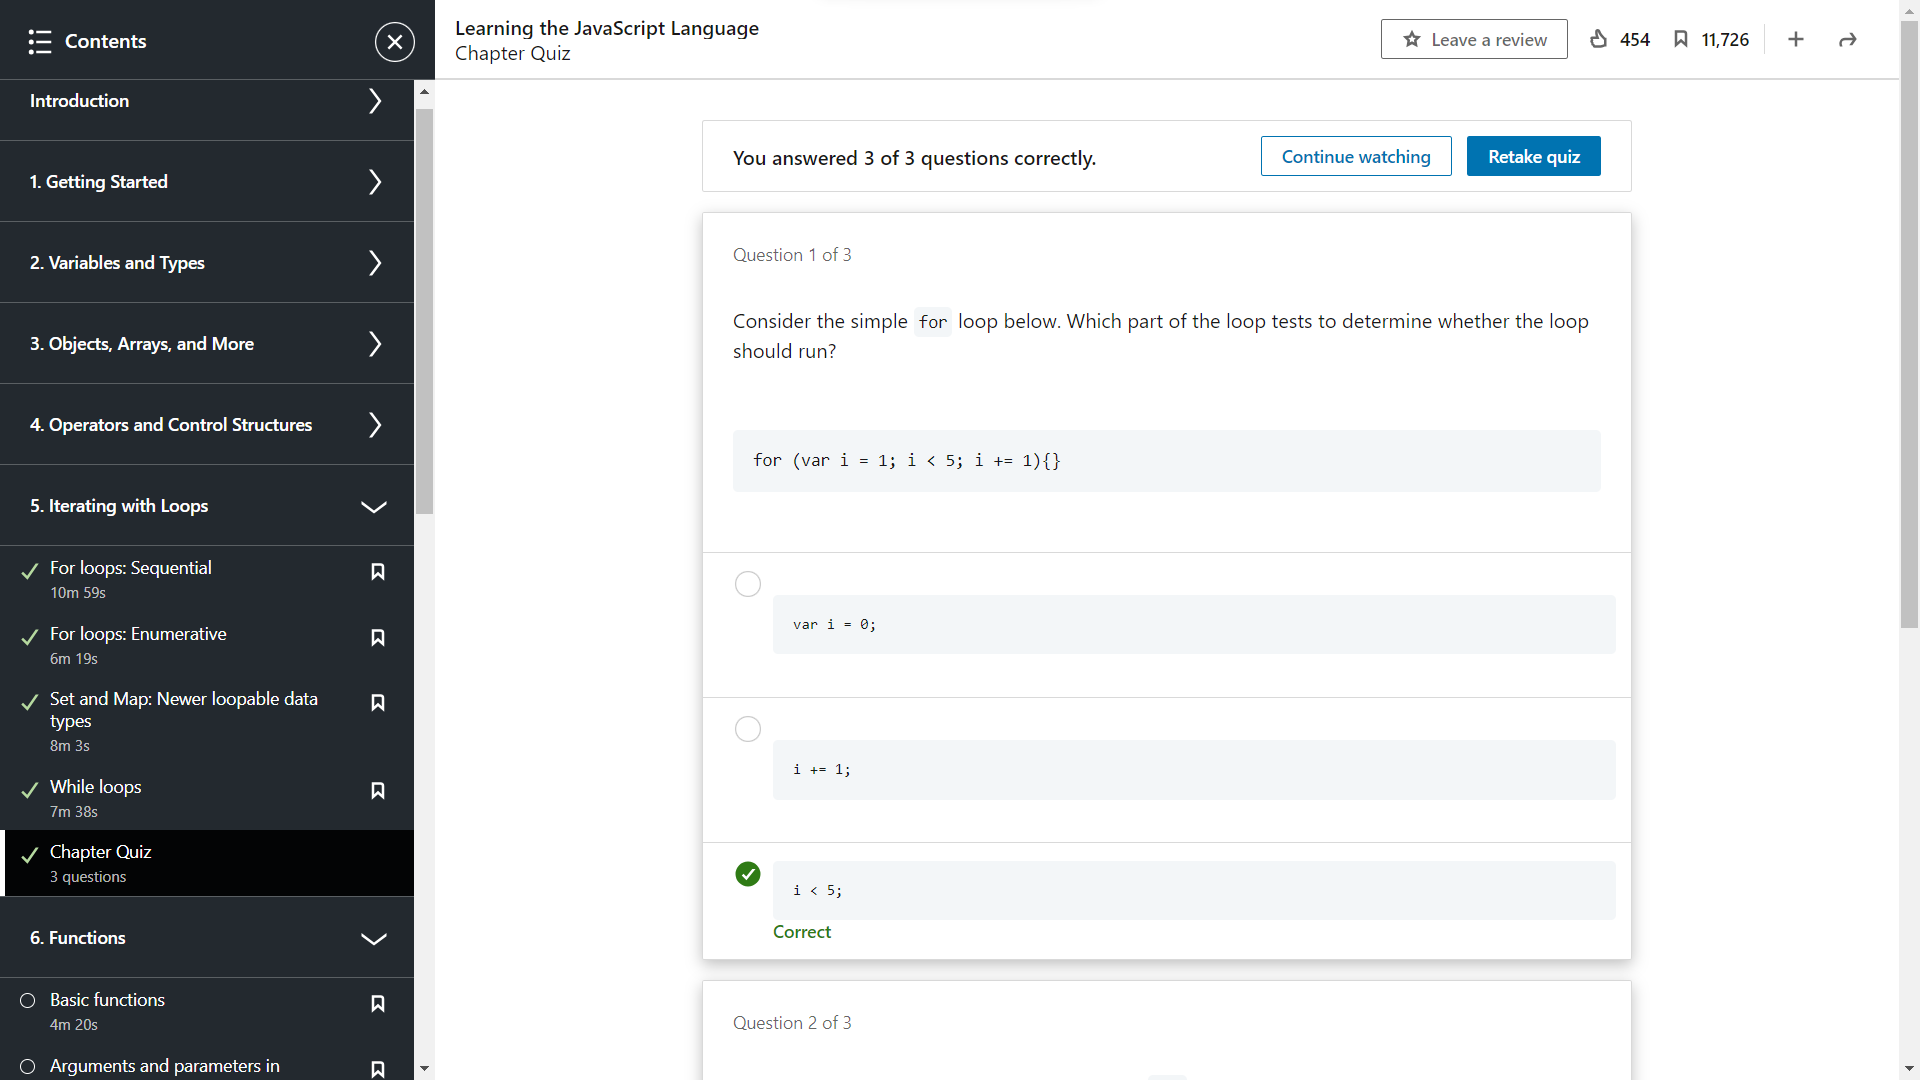 Contents
Introduction
1. Getting Started
2. Variables and Types
3. Objects, Arrays, and More
4. Operators and Control Structures
5. Iterating with Loops
For loops: Sequential
10m 59s
For loops: Enumerative
6m 19s
Set and Map: Newer loopable data
types
8m 3s
While loops
7m 38s
Chapter Quiz
3 questions
6. Functions
Basic functions
4m 20s
Arguments and parameters in
Learning the JavaScript Language
Chapter Quiz
Leave a review
454
11,726
You answered 3 of 3 questions correctly.
Continue watching
Retake quiz
Question 1 of 3
Consider the simple for loop below. Which part of the loop tests to determine whether the loop
should run?
for (var i = 1; i < 5; i += 1){}
var i = 0;
i += 1;
i < 5;
Correct
Question 2 of 3